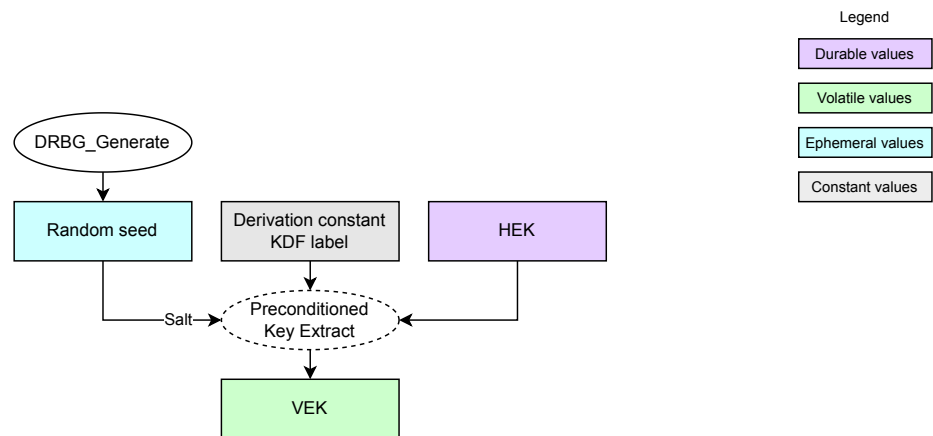 Legend
Durable values
Volatile values
Ephemeral values
Constant values
DRBG_Generate
Random seed
Derivation constant
KDF label
HEK
Salt
Preconditioned
Key Extract
VEK